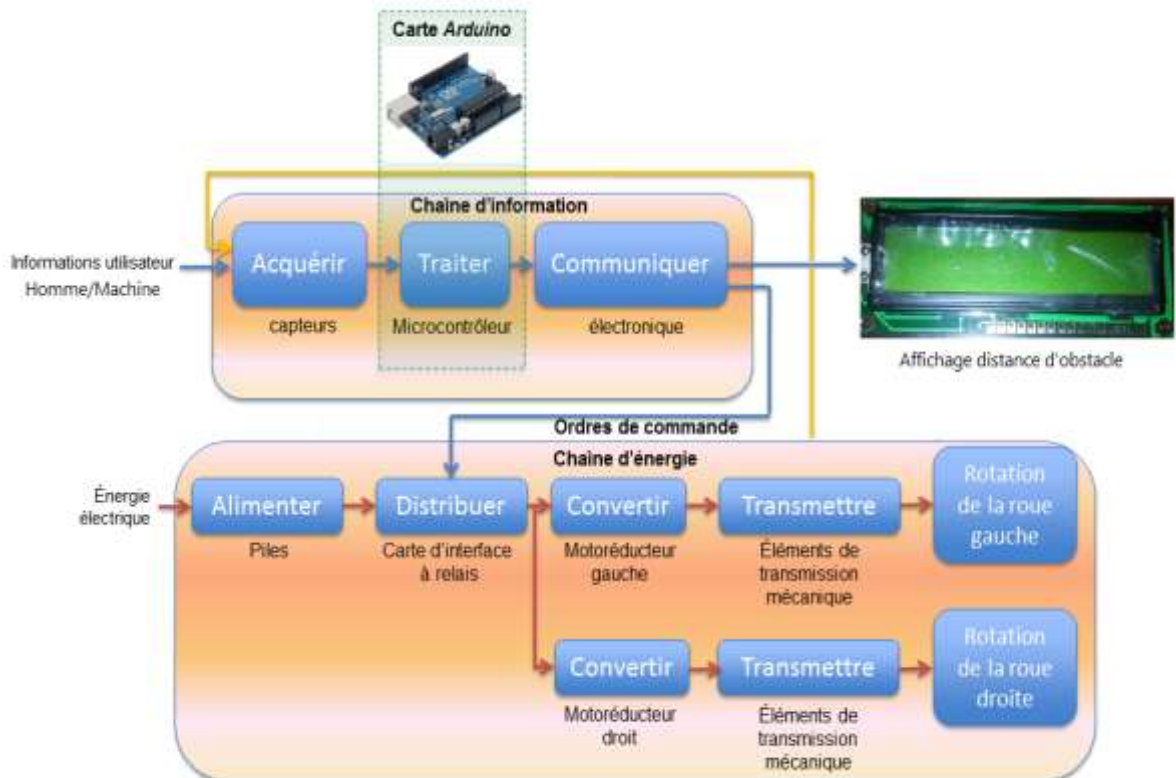 Carte Arduino
Chaine d'information
Informations utilisateur
Homme/Machine
Acquérir
Traiter
Communiquer
capteurs
Microcontrôleur
électronique
Affichage distance d'obstacle
Ordres de commande
Chaîne d'énergie
Énergie
électrique
Alimenter
Distribuer
Convertir
Transmettre
Rotation
de la roue
gauche
Piles
Carte d'interface
à relais
Motoréducteur
gauche
Éléments de
transmission
mécanique
Convertir
Transmettre
Rotation
de la roue
droite
Motoréducteur
droit
Éléments de
transmission
mécanique